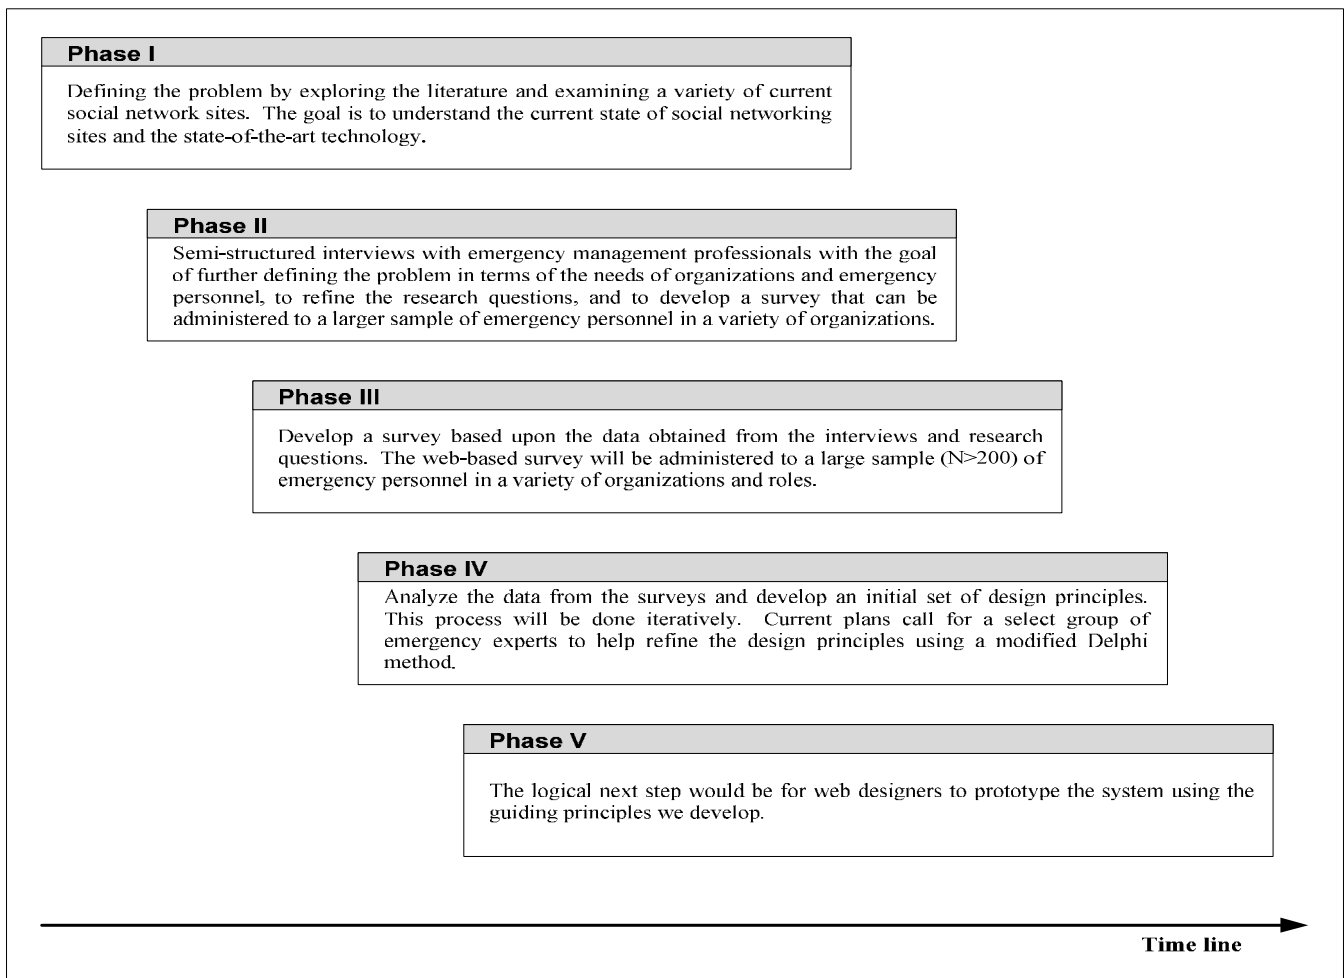 Phase I
Defining the problem by exploring the literature and examining a variety of current
social network sites. The goal is to understand the current state of social networking
sites and the state-of-the-art technology.
Phase II
Semi-structured interviews with emergency management professionals with the goal
of further defining the problem in terms of the needs of organizations and emergency
personnel, to refine the research questions, and to develop a survey that can be
administered to a larger sample of emergency personnel in a variety of organizations.
Phase III
Develop a survey based upon the data obtained from the interviews and research
questions. The web-based survey will be administered to a large sample (N>200) of
emergency personnel in a variety of organizations and roles.
Phase IV
Analyze the data from the surveys and develop an initial set of design principles.
This process will be done iteratively. Current plans call for a select group of
emergency experts to help refine the design principles using a modified Delphi
method.
Phase V
The logical next step would be for web designers to prototype the system using the
guiding principles we develop.
Time line